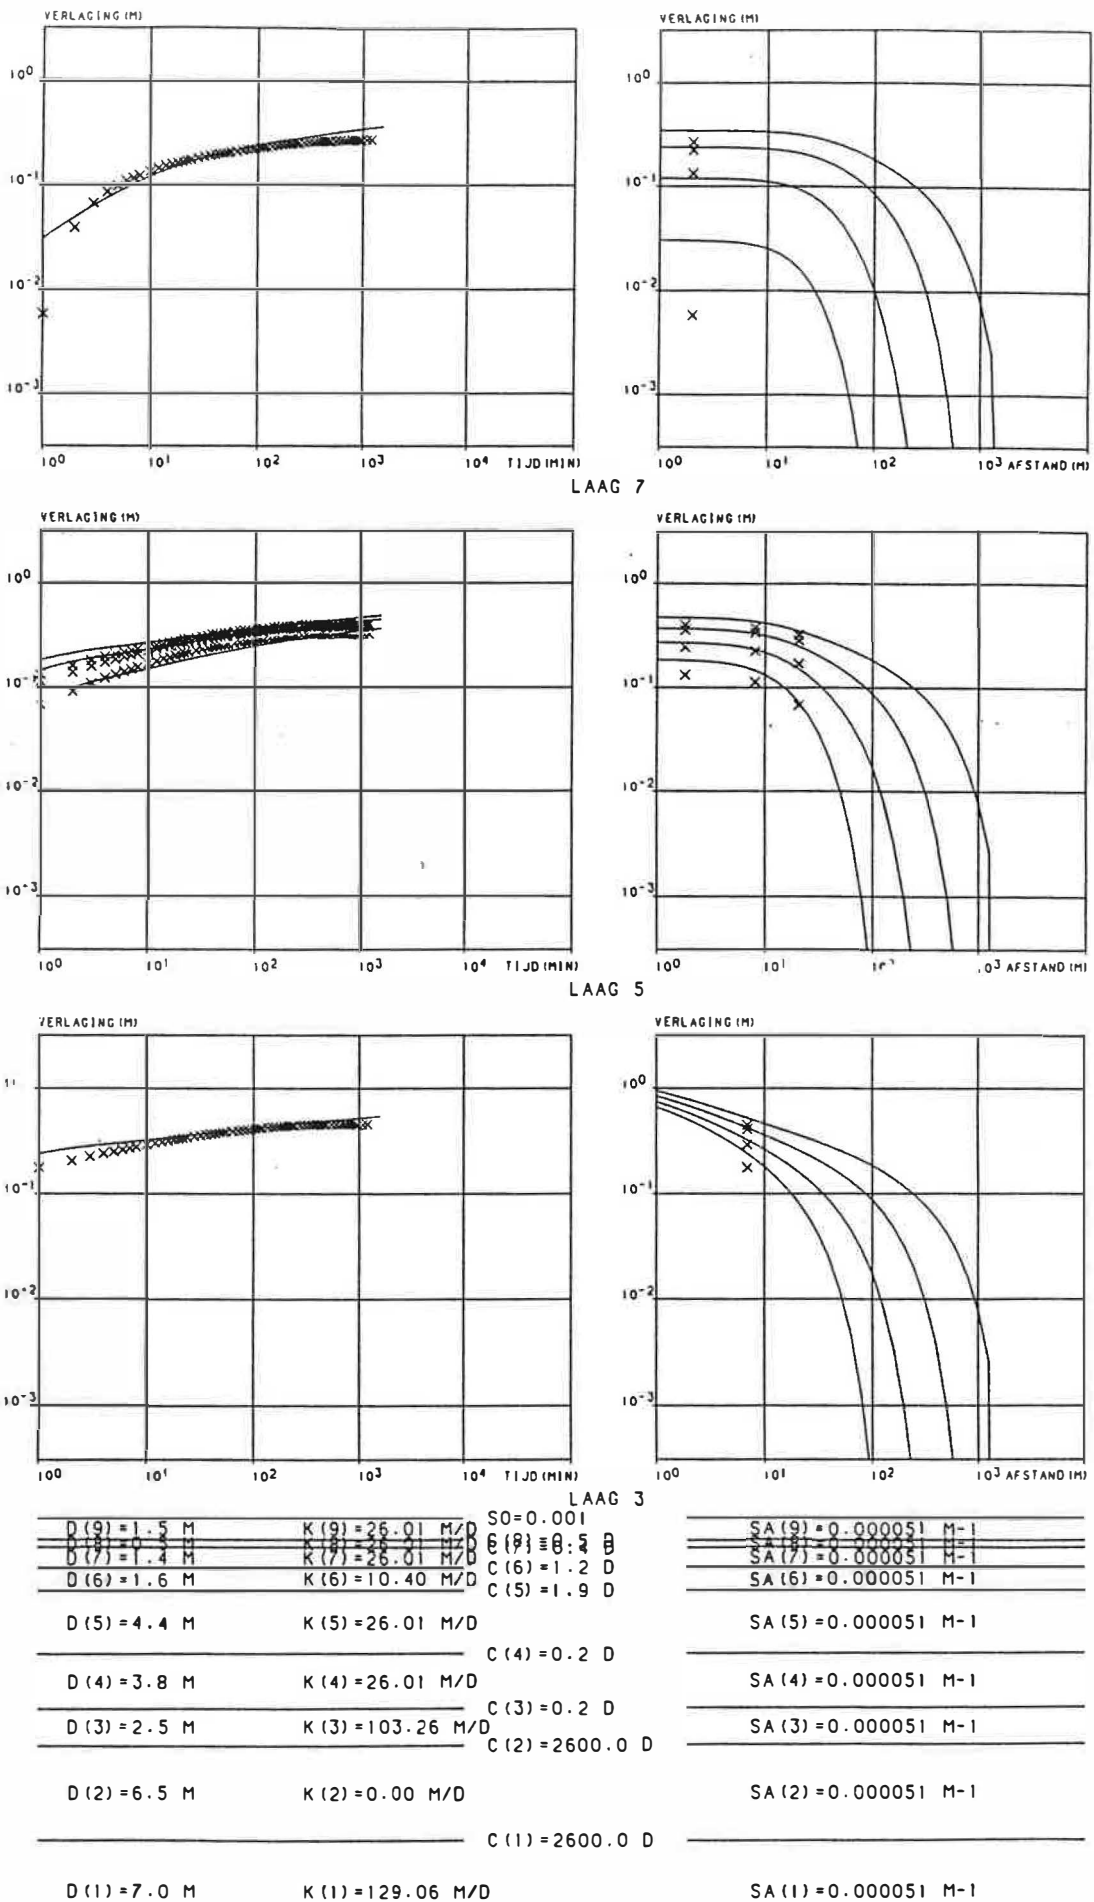 VERLAGING (M) VERLAGING (M)
10⁰ 10⁰
10⁻¹ 10⁻¹
10⁻² 10⁻²
10⁻³ 10⁻³
10⁰ 10¹ 10² 10³ 10⁴ TIJD (MIN) 10⁰ 10¹ 10² 10³ AFSTAND (M)
LAAG 7
VERLAGING (M) VERLAGING (M)
10⁰ 10⁰
10⁻¹ 10⁻¹
10⁻² 10⁻²
10⁻³ 10⁻³
10⁰ 10¹ 10² 10³ 10⁴ TIJD (MIN) 10⁰ 10¹ 10³ AFSTAND (M)
LAAG 5
VERLAGING (M) VERLAGING (M)
10⁰
10⁻¹ 10⁻¹
10⁻² 10⁻²
10⁻³ 10⁻³
10⁰ 10¹ 10² 10³ 10⁴ TIJD (MIN) 10⁰ 10¹ 10² 10³ AFSTAND (M)
LAAG 3
S0=0.001
D(9)=1.5 M K(9)=26.01 M/D SA(9)=0.000051 M-1
C(8)=0.5 D
D(7)=1.4 M K(7)=26.01 M/D SA(7)=0.000051 M-1
C(6)=1.2 D
D(6)=1.6 M K(6)=10.40 M/D SA(6)=0.000051 M-1
C(5)=1.9 D
D(5)=4.4 M K(5)=26.01 M/D SA(5)=0.000051 M-1
C(4)=0.2 D
D(4)=3.8 M K(4)=26.01 M/D SA(4)=0.000051 M-1
C(3)=0.2 D
D(3)=2.5 M K(3)=103.26 M/D SA(3)=0.000051 M-1
C(2)=2600.0 D
D(2)=6.5 M K(2)=0.00 M/D SA(2)=0.000051 M-1
C(1)=2600.0 D
D(1)=7.0 M K(1)=129.06 M/D SA(1)=0.000051 M-1